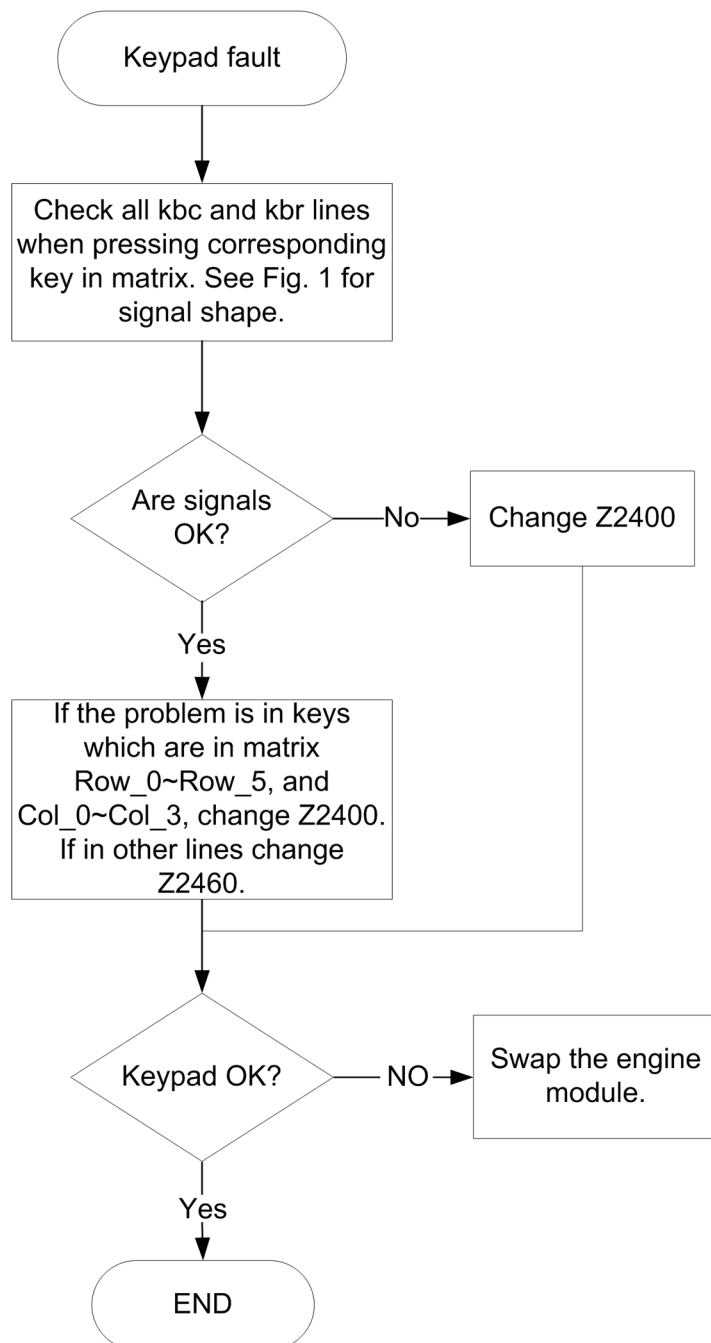 Keypad fault
Check all kbc and kbr lines
when pressing corresponding
key in matrix. See Fig. 1 for
signal shape.
Are signals
OK?
No
Change Z2400
Yes
If the problem is in keys
which are in matrix
Row_0~Row_5, and
Col_0~Col_3, change Z2400.
If in other lines change
Z2460.
Keypad OK?
NO
Swap the engine
module.
Yes
END